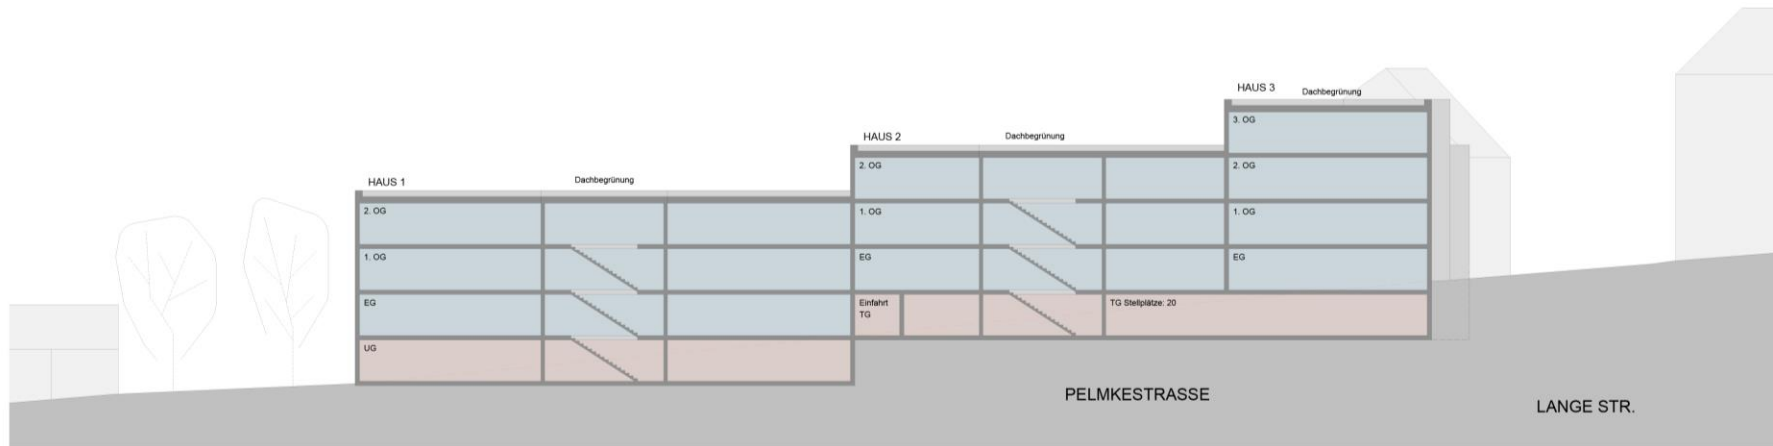 HAUS 3
Dachbegrünung
3. OG
HAUS 2
Dachbegrünung
2. OG
2. OG
HAUS 1
Dachbegrünung
2. OG
1. OG
1. OG
1. OG
EG
EG
EG
Einfahrt
TG
TG Stellplätze: 20
UG
PELMKESTRASSE
LANGE STR.